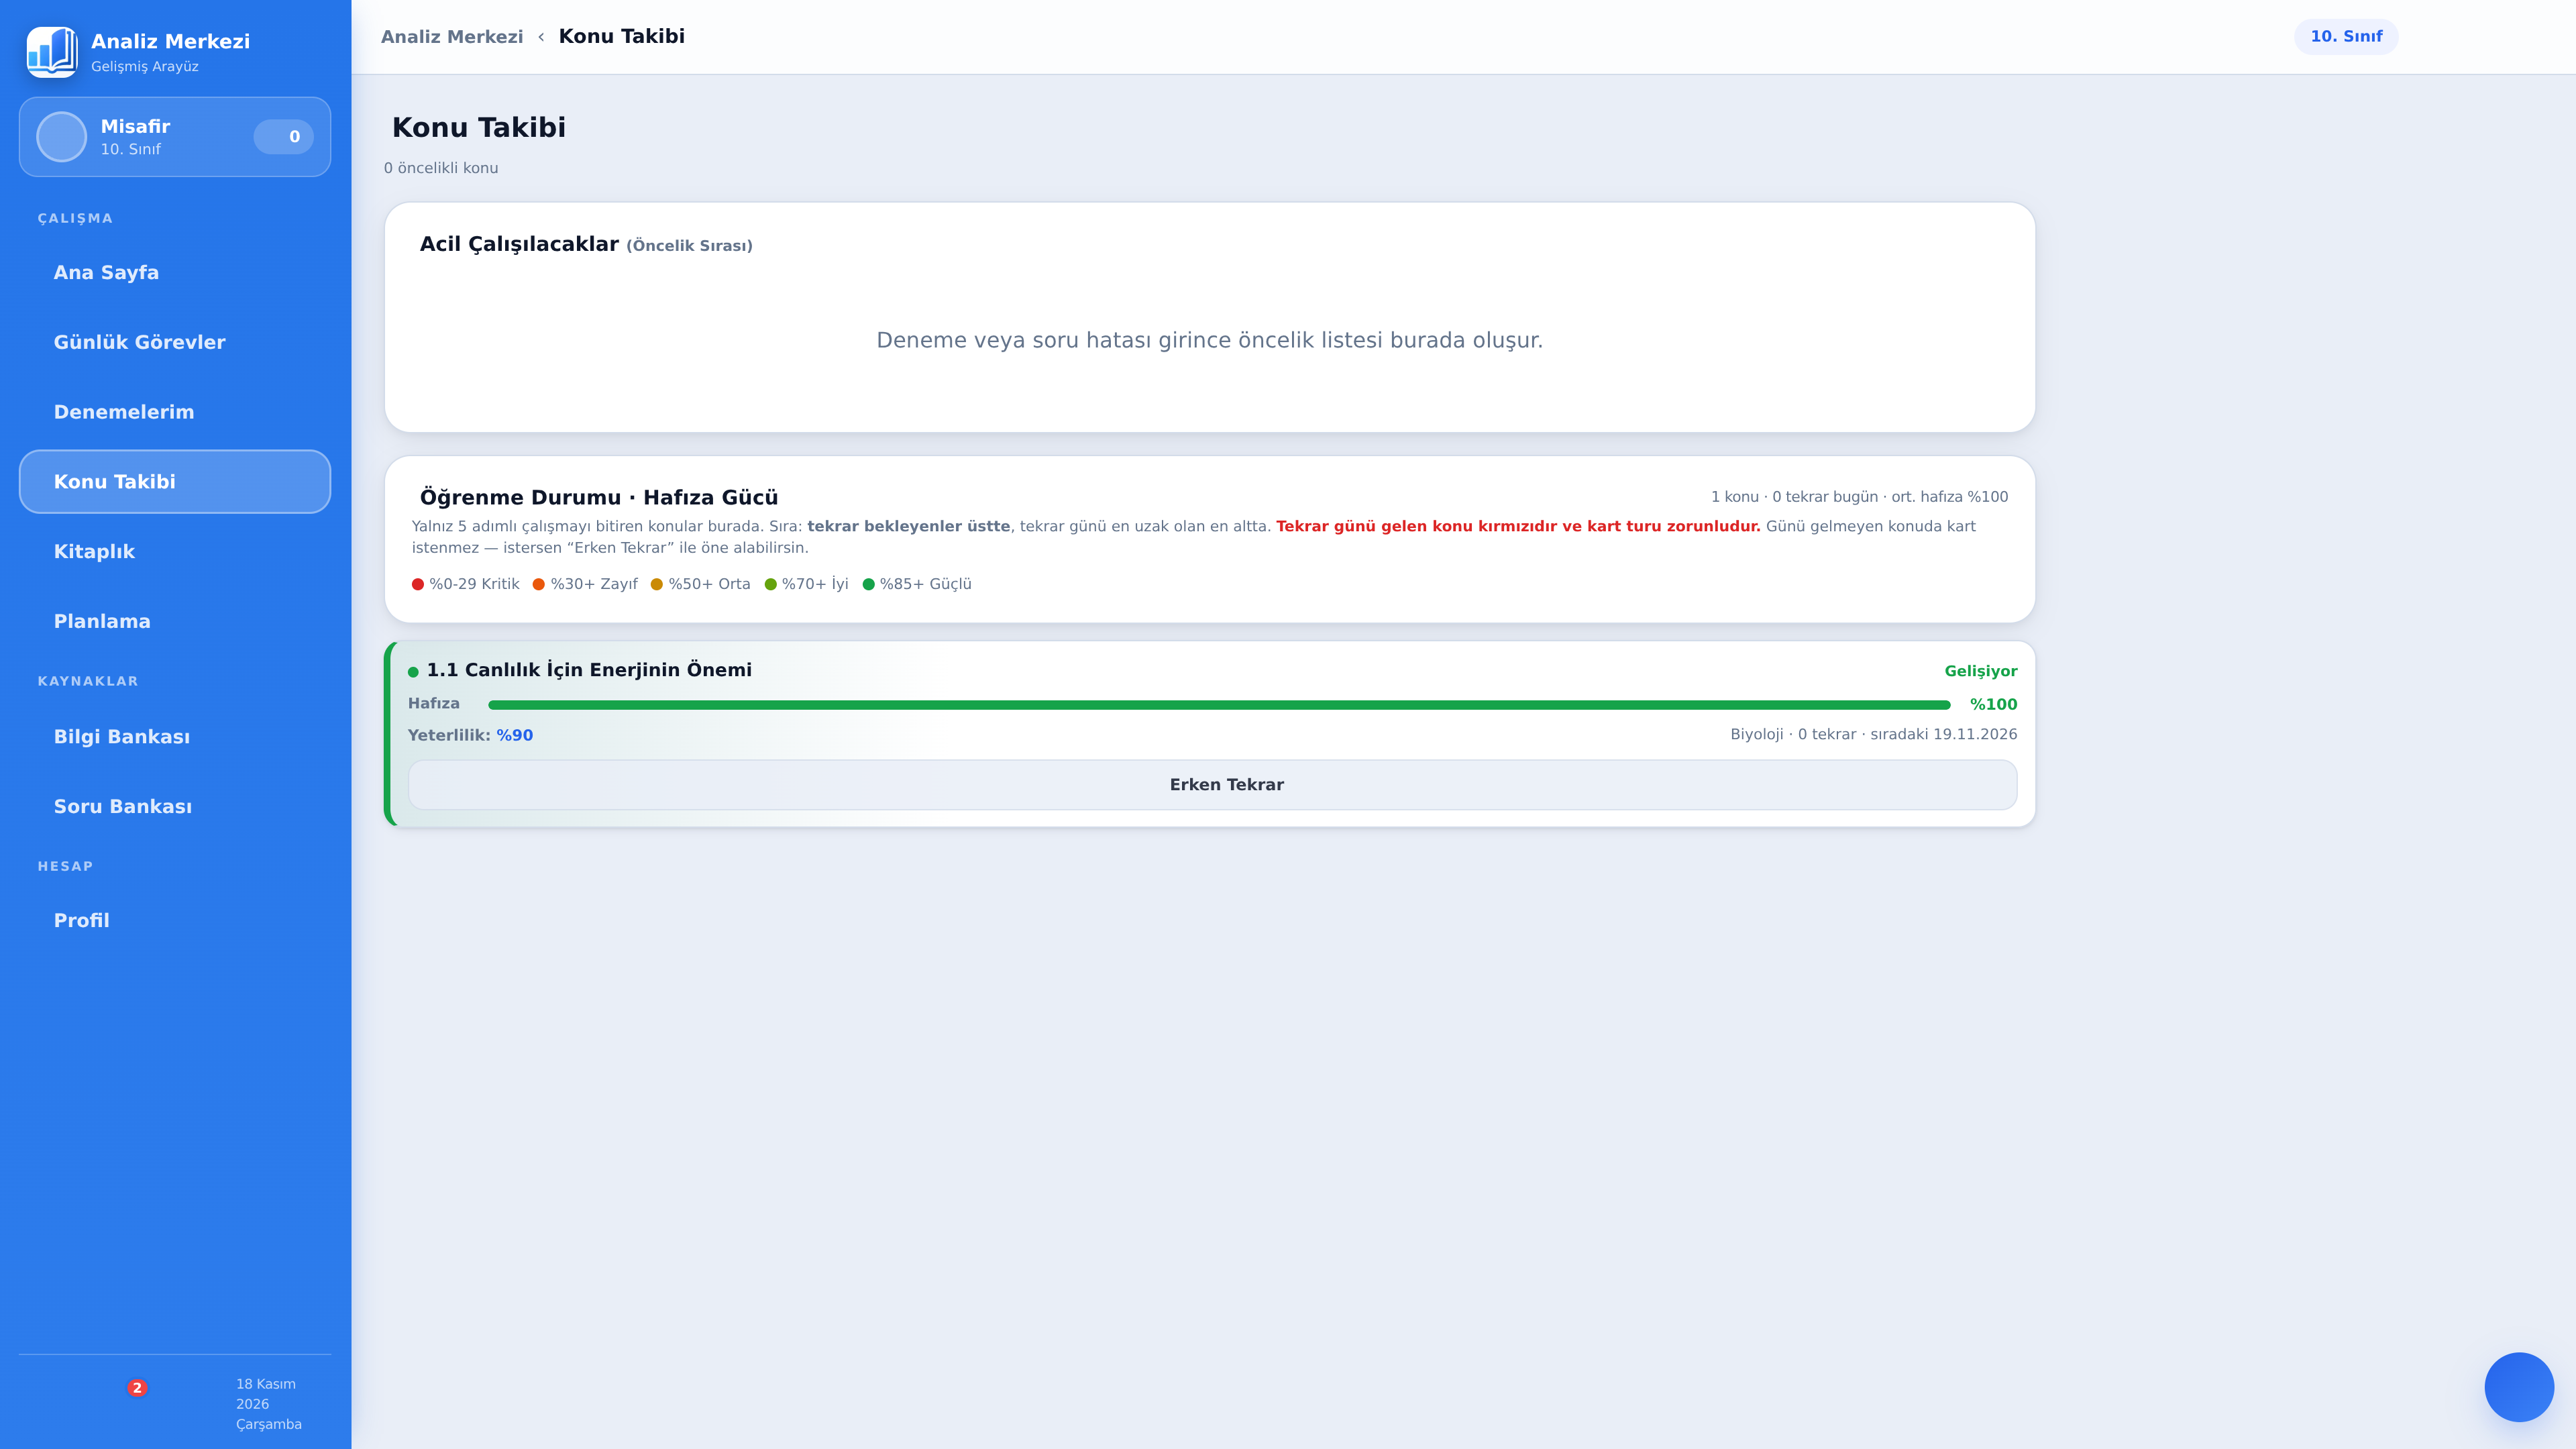 Analiz Merkezi
Gelişmiş Arayüz
Misafir
10. Sınıf
0
ÇALIŞMA
Ana Sayfa
Günlük Görevler
Denemelerim
Konu Takibi
Kitaplık
Planlama
KAYNAKLAR
Bilgi Bankası
Soru Bankası
HESAP
Profil
2
18 Kasım
2026
Çarşamba
Analiz Merkezi ‹ Konu Takibi
10. Sınıf
Konu Takibi
0 öncelikli konu
Acil Çalışılacaklar (Öncelik Sırası)
Deneme veya soru hatası girince öncelik listesi burada oluşur.
Öğrenme Durumu · Hafıza Gücü
1 konu · 0 tekrar bugün · ort. hafıza %100
Yalnız 5 adımlı çalışmayı bitiren konular burada. Sıra: tekrar bekleyenler üstte, tekrar günü en uzak olan en altta. Tekrar günü gelen konu kırmızıdır ve kart turu zorunludur. Günü gelmeyen konuda kart
istenmez — istersen “Erken Tekrar” ile öne alabilirsin.
%0-29 Kritik %30+ Zayıf %50+ Orta %70+ İyi %85+ Güçlü
1.1 Canlılık İçin Enerjinin Önemi
Gelişiyor
Hafıza
%100
Yeterlilik: %90
Biyoloji · 0 tekrar · sıradaki 19.11.2026
Erken Tekrar